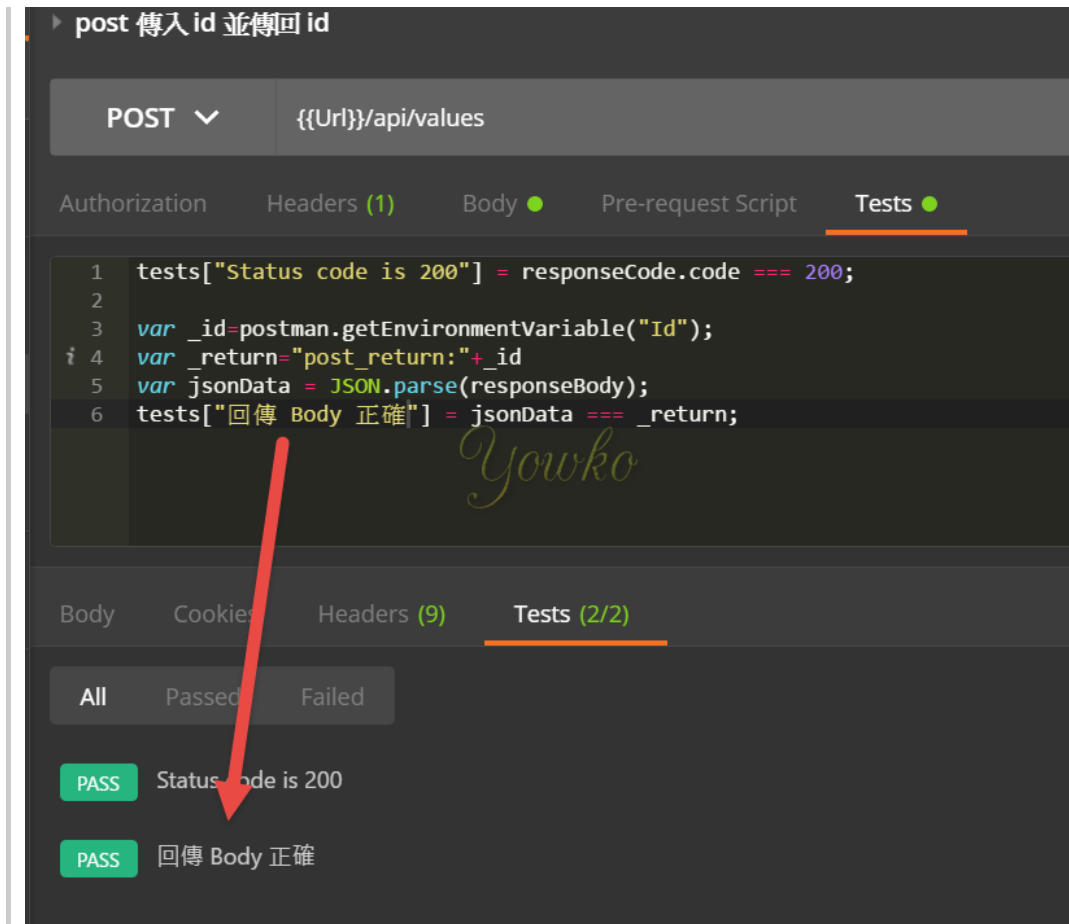 post 傳入 id 並傳回 id
POST {{Url}}/api/values
Authorization Headers (1) Body Pre-request Script Tests
1 tests["Status code is 200"] = responseCode.code === 200;
2
3 var _id=postman.getEnvironmentVariable("Id");
i 4 var _return="post_return:"+_id
5 var jsonData = JSON.parse(responseBody);
6 tests["回傳 Body 正確"] = jsonData === _return;
Yowko
Body Cookies Headers (9) Tests (2/2)
All Passed Failed
PASS Status code is 200
PASS 回傳 Body 正確